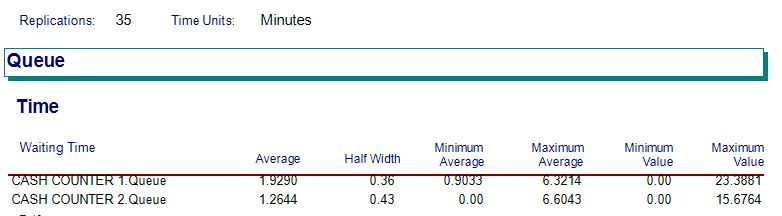 Replications: 35 Time Units: Minutes
Queue
Time
Waiting Time Average Half Width Minimum Average Maximum Average Minimum Value Maximum Value
CASH COUNTER 1.Queue 1.9290 0.36 0.9033 6.3214 0.00 23.3881
CASH COUNTER 2.Queue 1.2644 0.43 0.00 6.6043 0.00 15.6764